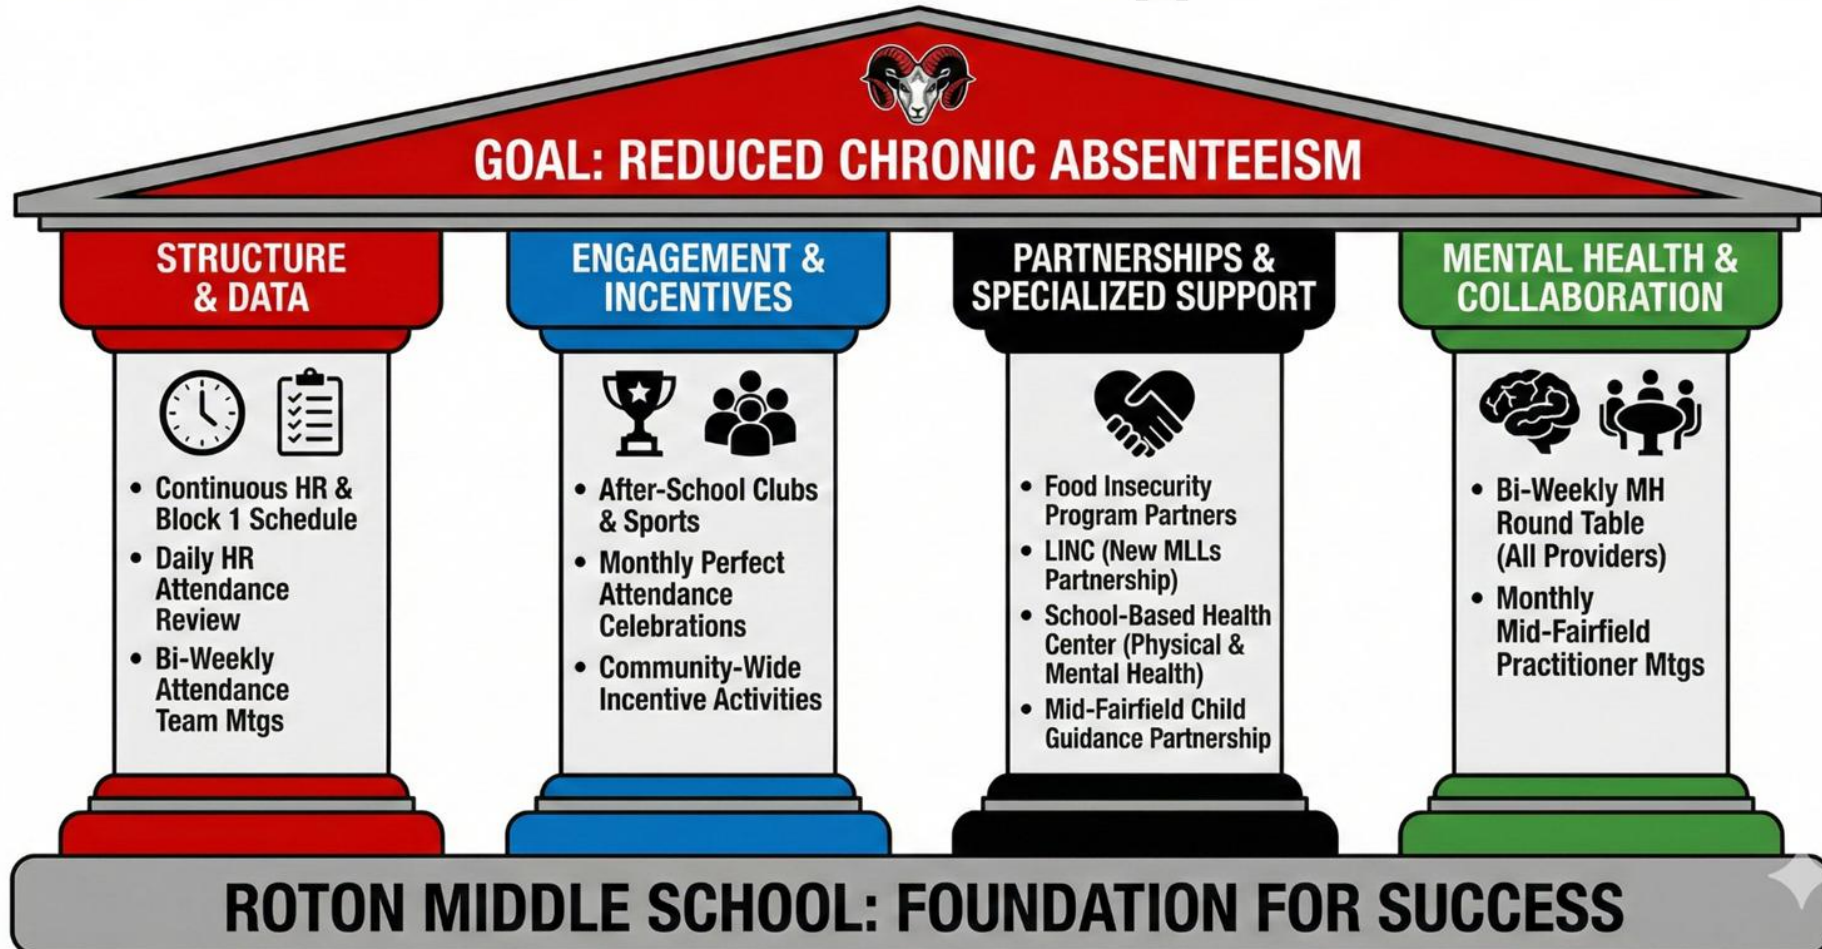 GOAL: REDUCED CHRONIC ABSENTEEISM
STRUCTURE
& DATA
• Continuous HR &
Block 1 Schedule
• Daily HR
Attendance
Review
• Bi-Weekly
Attendance
Team Mtgs
ENGAGEMENT &
INCENTIVES
• After-School Clubs
& Sports
• Monthly Perfect
Attendance
Celebrations
• Community-Wide
Incentive Activities
PARTNERSHIPS &
SPECIALIZED SUPPORT
• Food Insecurity
Program Partners
• LINC (New MLLs
Partnership)
• School-Based Health
Center (Physical &
Mental Health)
• Mid-Fairfield Child
Guidance Partnership
MENTAL HEALTH &
COLLABORATION
• Bi-Weekly MH
Round Table
(All Providers)
• Monthly
Mid-Fairfield
Practitioner Mtgs
ROTON MIDDLE SCHOOL: FOUNDATION FOR SUCCESS